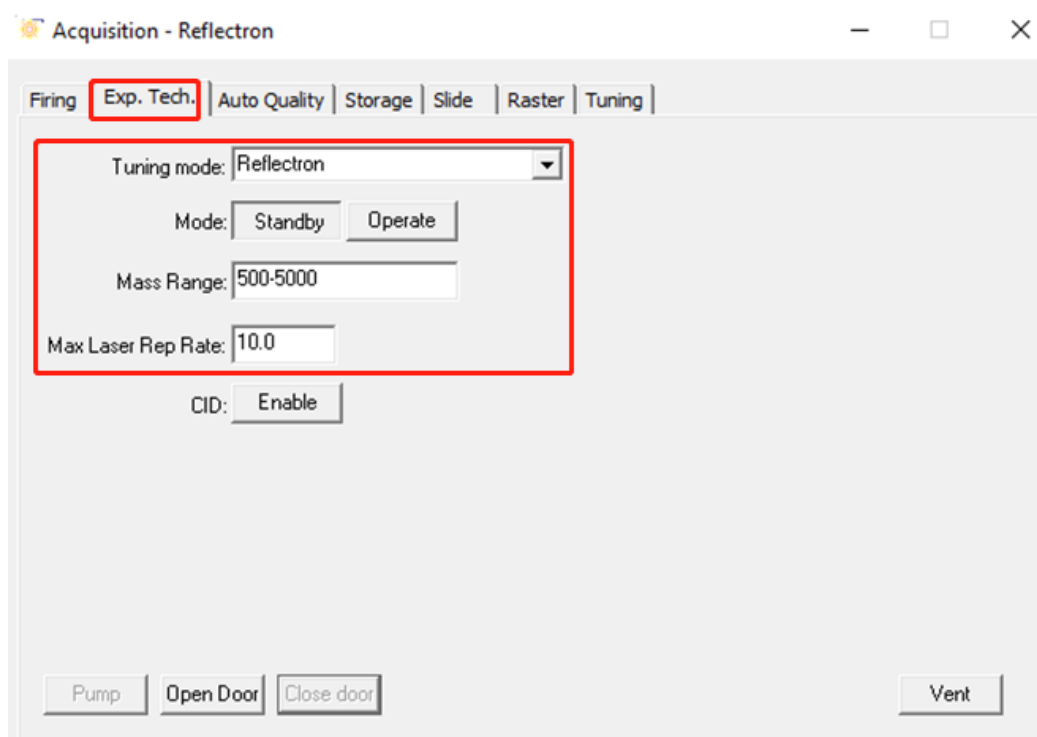 Acquisition - Reflectron
Firing Exp. Tech. Auto Quality Storage Slide Raster Tuning
Tuning mode: Reflectron
Mode: Standby Operate
Mass Range: 500-5000
Max Laser Rep Rate: 10.0
CID: Enable
Pump Open Door Close door Vent